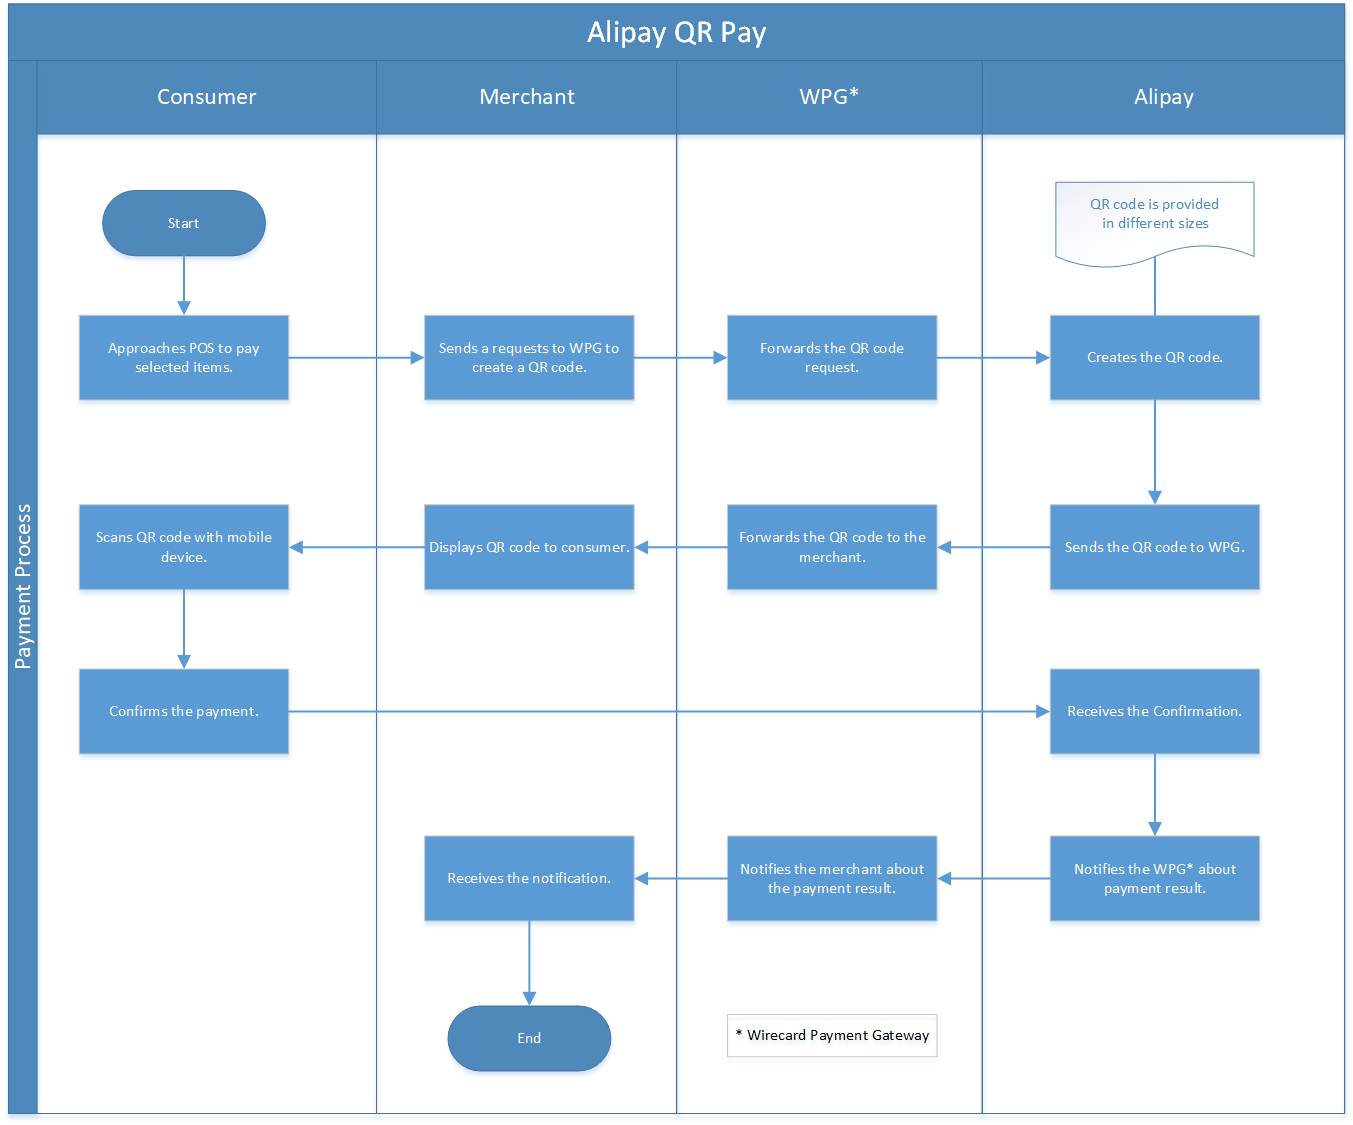 Alipay QR Pay
Payment Process
Consumer
Merchant
WPG*
Alipay
Start
QR code is provided
in different sizes
Approaches POS to pay
selected items.
Sends a requests to WPG to
create a QR code.
Forwards the QR code
request.
Creates the QR code.
Scans QR code with mobile
device.
Displays QR code to consumer.
Forwards the QR code to the
merchant.
Sends the QR code to WPG.
Confirms the payment.
Receives the Confirmation.
Receives the notification.
Notifies the merchant about
the payment result.
Notifies the WPG* about
payment result.
End
* Wirecard Payment Gateway